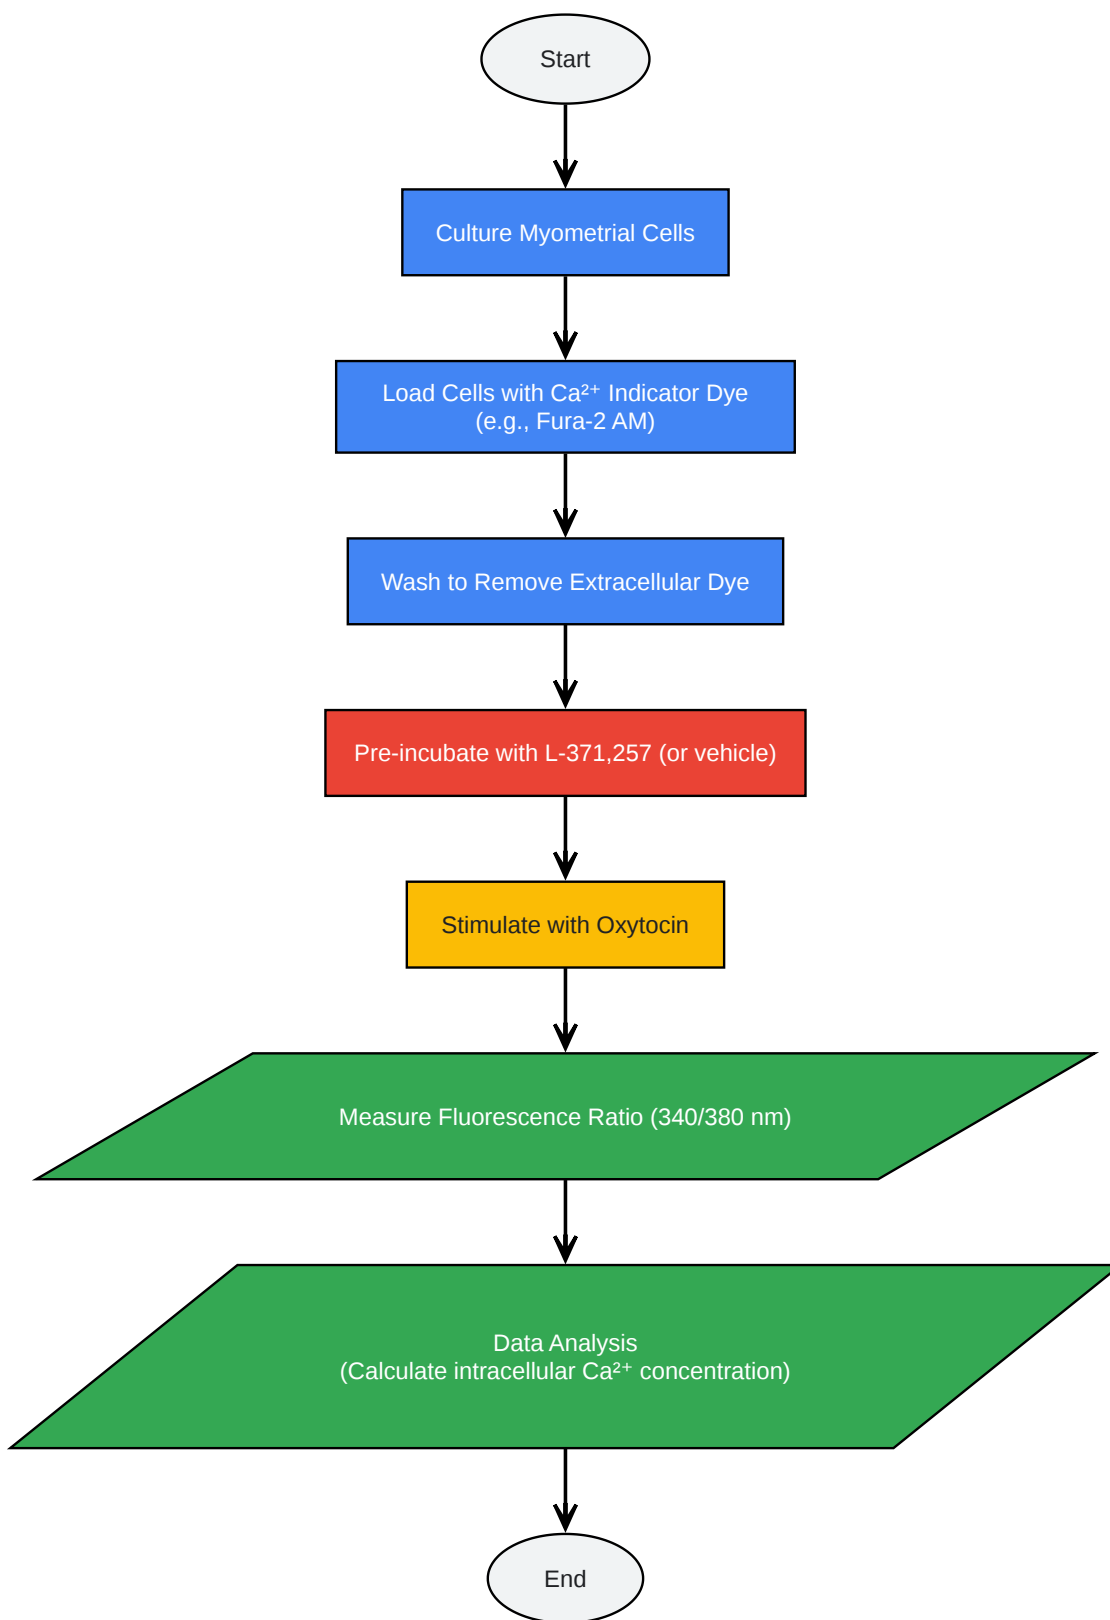 Start
Culture Myometrial Cells
Load Cells with Ca²⁺ Indicator Dye
(e.g., Fura-2 AM)
Wash to Remove Extracellular Dye
Pre-incubate with L-371,257 (or vehicle)
Stimulate with Oxytocin
Measure Fluorescence Ratio (340/380 nm)
Data Analysis
(Calculate intracellular Ca²⁺ concentration)
End